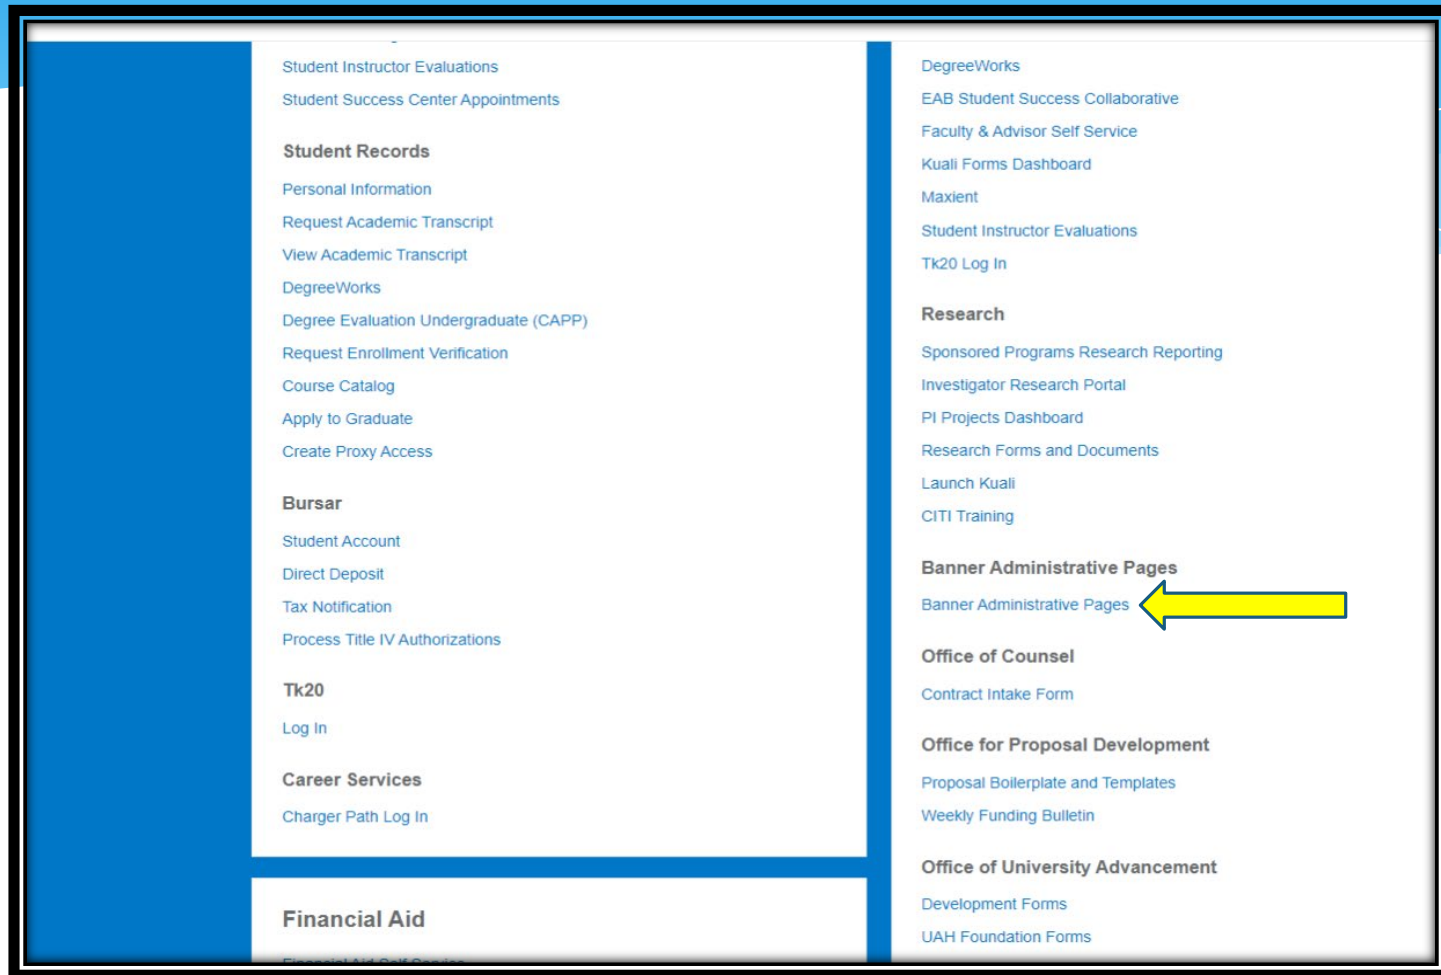 Student Instructor Evaluations
Student Success Center Appointments
Student Records
Personal Information
Request Academic Transcript
View Academic Transcript
DegreeWorks
Degree Evaluation Undergraduate (CAPP)
Request Enrollment Verification
Course Catalog
Apply to Graduate
Create Proxy Access
Bursar
Student Account
Direct Deposit
Tax Notification
Process Title IV Authorizations
Tk20
Log In
Career Services
Charger Path Log In
Financial Aid
Financial Aid Self Service
DegreeWorks
EAB Student Success Collaborative
Faculty & Advisor Self Service
Kuali Forms Dashboard
Maxient
Student Instructor Evaluations
Tk20 Log In
Research
Sponsored Programs Research Reporting
Investigator Research Portal
PI Projects Dashboard
Research Forms and Documents
Launch Kuali
CITI Training
Banner Administrative Pages
Banner Administrative Pages
Office of Counsel
Contract Intake Form
Office for Proposal Development
Proposal Boilerplate and Templates
Weekly Funding Bulletin
Office of University Advancement
Development Forms
UAH Foundation Forms